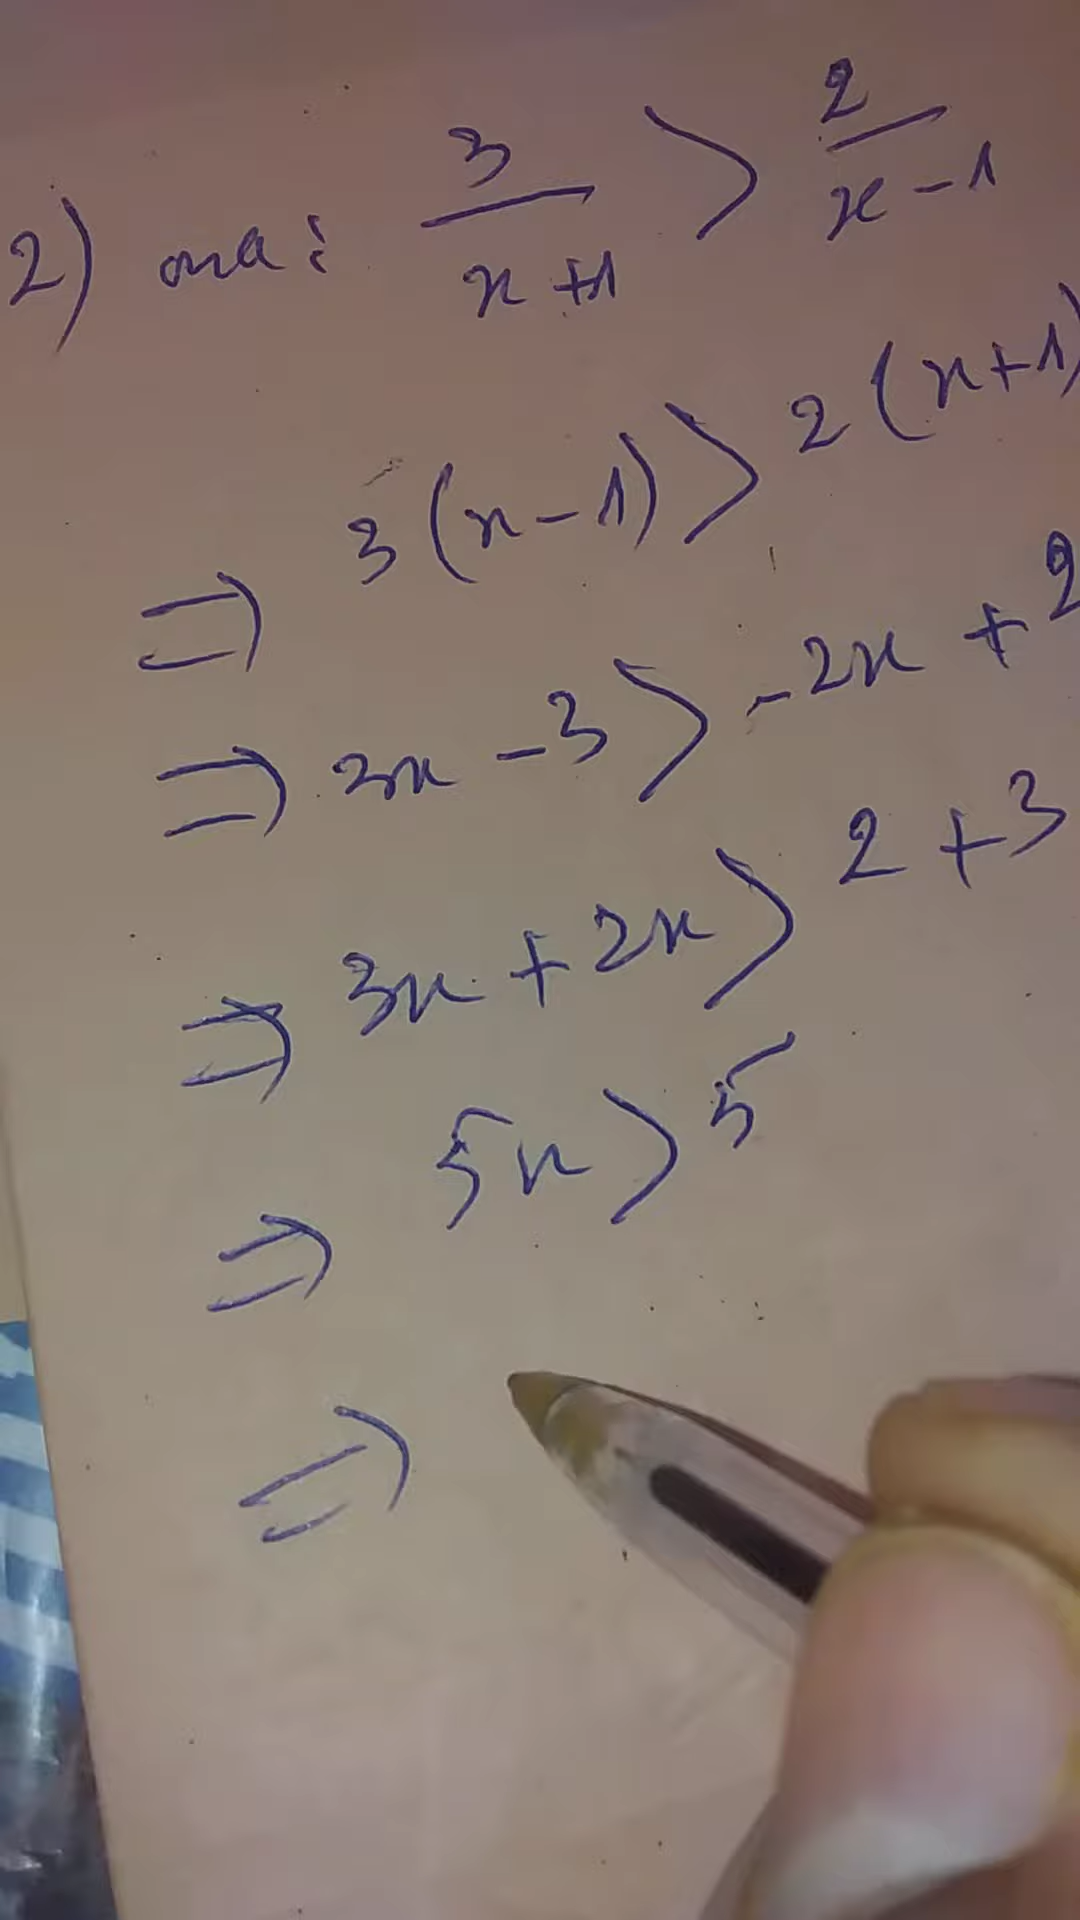 2) ona: 3/(x+1) > 2/(x-1)
⇒ 3(x-1) > 2(x+1)
⇒ 3x - 3 > -2x + 2
⇒ 3x + 2x > 2 + 3
⇒ 5x > 5
⇒